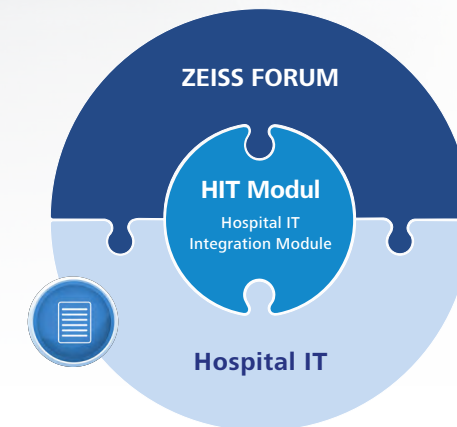 ZEISS FORUM
HIT Modul
Hospital IT
Integration Module
Hospital IT